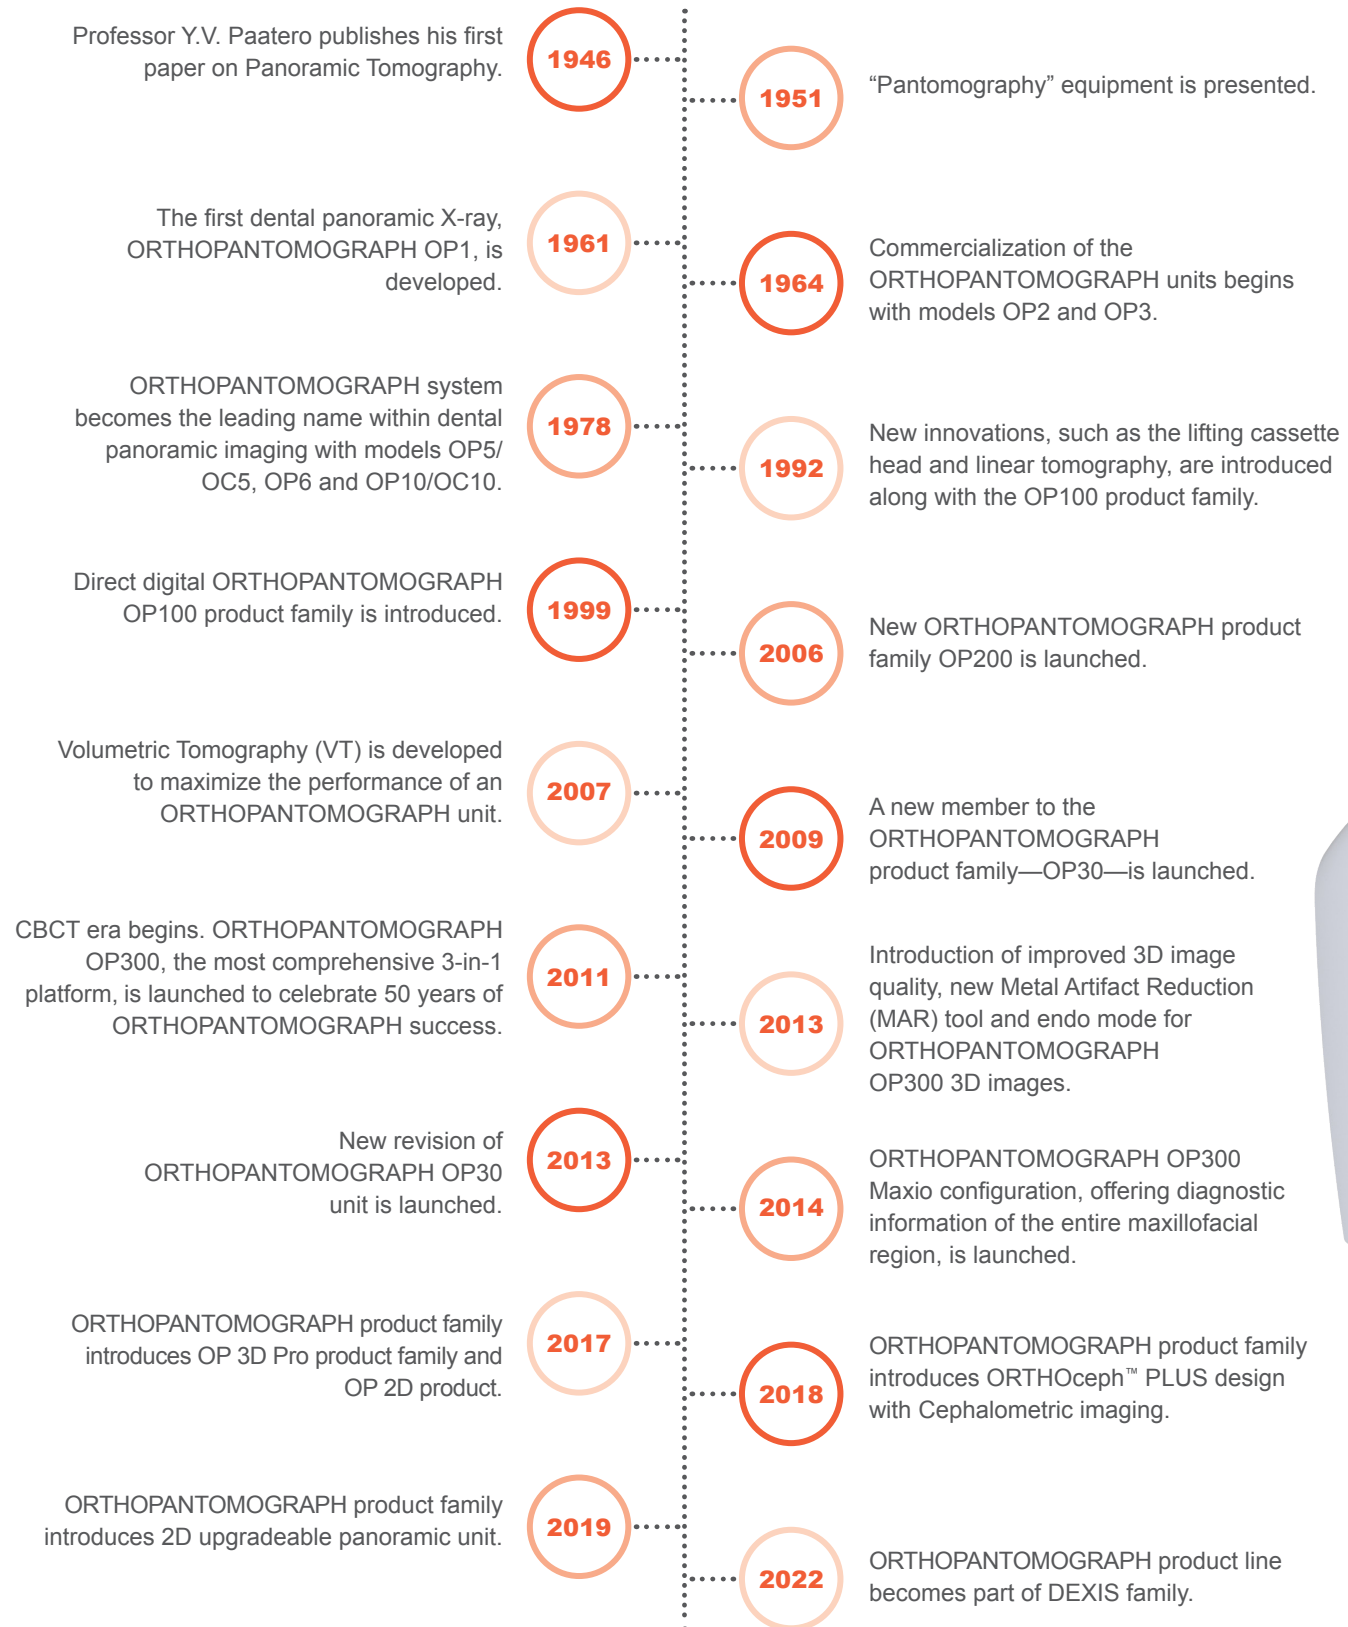 Professor Y.V. Paatero publishes his first
paper on Panoramic Tomography.
1946
1951
“Pantomography” equipment is presented.
The first dental panoramic X-ray,
ORTHOPANTOMOGRAPH OP1, is
developed.
1961
1964
Commercialization of the
ORTHOPANTOMOGRAPH units begins
with models OP2 and OP3.
ORTHOPANTOMOGRAPH system
becomes the leading name within dental
panoramic imaging with models OP5/
OC5, OP6 and OP10/OC10.
1978
1992
New innovations, such as the lifting cassette
head and linear tomography, are introduced
along with the OP100 product family.
Direct digital ORTHOPANTOMOGRAPH
OP100 product family is introduced.
1999
2006
New ORTHOPANTOMOGRAPH product
family OP200 is launched.
Volumetric Tomography (VT) is developed
to maximize the performance of an
ORTHOPANTOMOGRAPH unit.
2007
2009
A new member to the
ORTHOPANTOMOGRAPH
product family—OP30—is launched.
CBCT era begins. ORTHOPANTOMOGRAPH
OP300, the most comprehensive 3-in-1
platform, is launched to celebrate 50 years of
ORTHOPANTOMOGRAPH success.
2011
2013
Introduction of improved 3D image
quality, new Metal Artifact Reduction
(MAR) tool and endo mode for
ORTHOPANTOMOGRAPH
OP300 3D images.
New revision of
ORTHOPANTOMOGRAPH OP30
unit is launched.
2013
2014
ORTHOPANTOMOGRAPH OP300
Maxio configuration, offering diagnostic
information of the entire maxillofacial
region, is launched.
ORTHOPANTOMOGRAPH product family
introduces OP 3D Pro product family and
OP 2D product.
2017
2018
ORTHOPANTOMOGRAPH product family
introduces ORTHOceph™ PLUS design
with Cephalometric imaging.
ORTHOPANTOMOGRAPH product family
introduces 2D upgradeable panoramic unit.
2019
2022
ORTHOPANTOMOGRAPH product line
becomes part of DEXIS family.